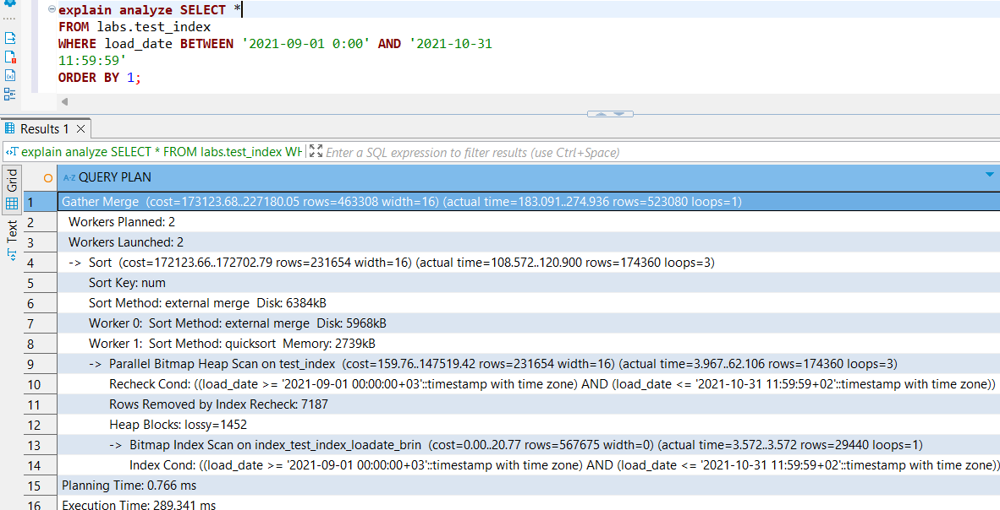 explain analyze SELECT *
FROM labs.test_index
WHERE load_date BETWEEN '2021-09-01 0:00' AND '2021-10-31
11:59:59'
ORDER BY 1;
Results 1
explain analyze SELECT * FROM labs.test_index WH
Enter a SQL expression to filter results (use Ctrl+Space)
Grid
Text
A-Z QUERY PLAN
1 Gather Merge (cost=173123.68..227180.05 rows=463308 width=16) (actual time=183.091..274.936 rows=523080 loops=1)
2 Workers Planned: 2
3 Workers Launched: 2
4 -> Sort (cost=172123.66..172702.79 rows=231654 width=16) (actual time=108.572..120.900 rows=174360 loops=3)
5 Sort Key: num
6 Sort Method: external merge Disk: 6384kB
7 Worker 0: Sort Method: external merge Disk: 5968kB
8 Worker 1: Sort Method: quicksort Memory: 2739kB
9 -> Parallel Bitmap Heap Scan on test_index (cost=159.76..147519.42 rows=231654 width=16) (actual time=3.967..62.106 rows=174360 loops=3)
10 Recheck Cond: ((load_date >= '2021-09-01 00:00:00+03'::timestamp with time zone) AND (load_date <= '2021-10-31 11:59:59+02'::timestamp with time zone))
11 Rows Removed by Index Recheck: 7187
12 Heap Blocks: lossy=1452
13 -> Bitmap Index Scan on index_test_index_loadate_brin (cost=0.00..20.77 rows=567675 width=0) (actual time=3.572..3.572 rows=29440 loops=1)
14 Index Cond: ((load_date >= '2021-09-01 00:00:00+03'::timestamp with time zone) AND (load_date <= '2021-10-31 11:59:59+02'::timestamp with time zone))
15 Planning Time: 0.766 ms
16 Execution Time: 289.341 ms